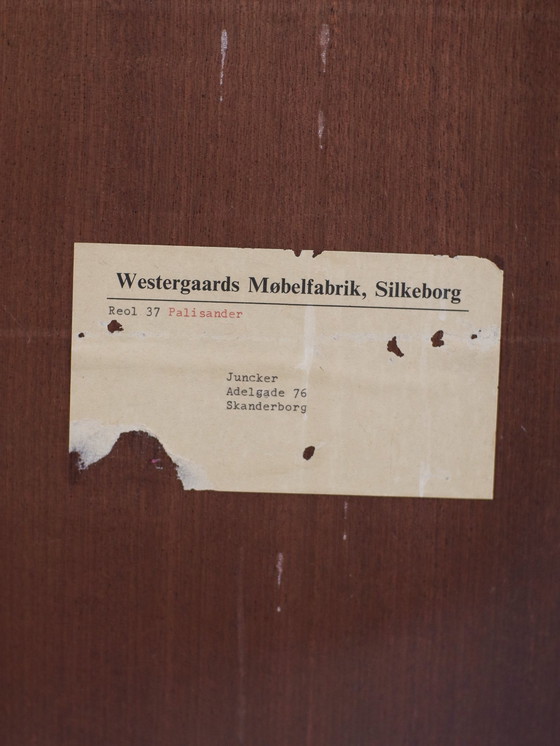 Westergaards Møbelfabrik, Silkeborg
Reol 37 Palisander
Juncker
Adelgade 76
Skanderborg